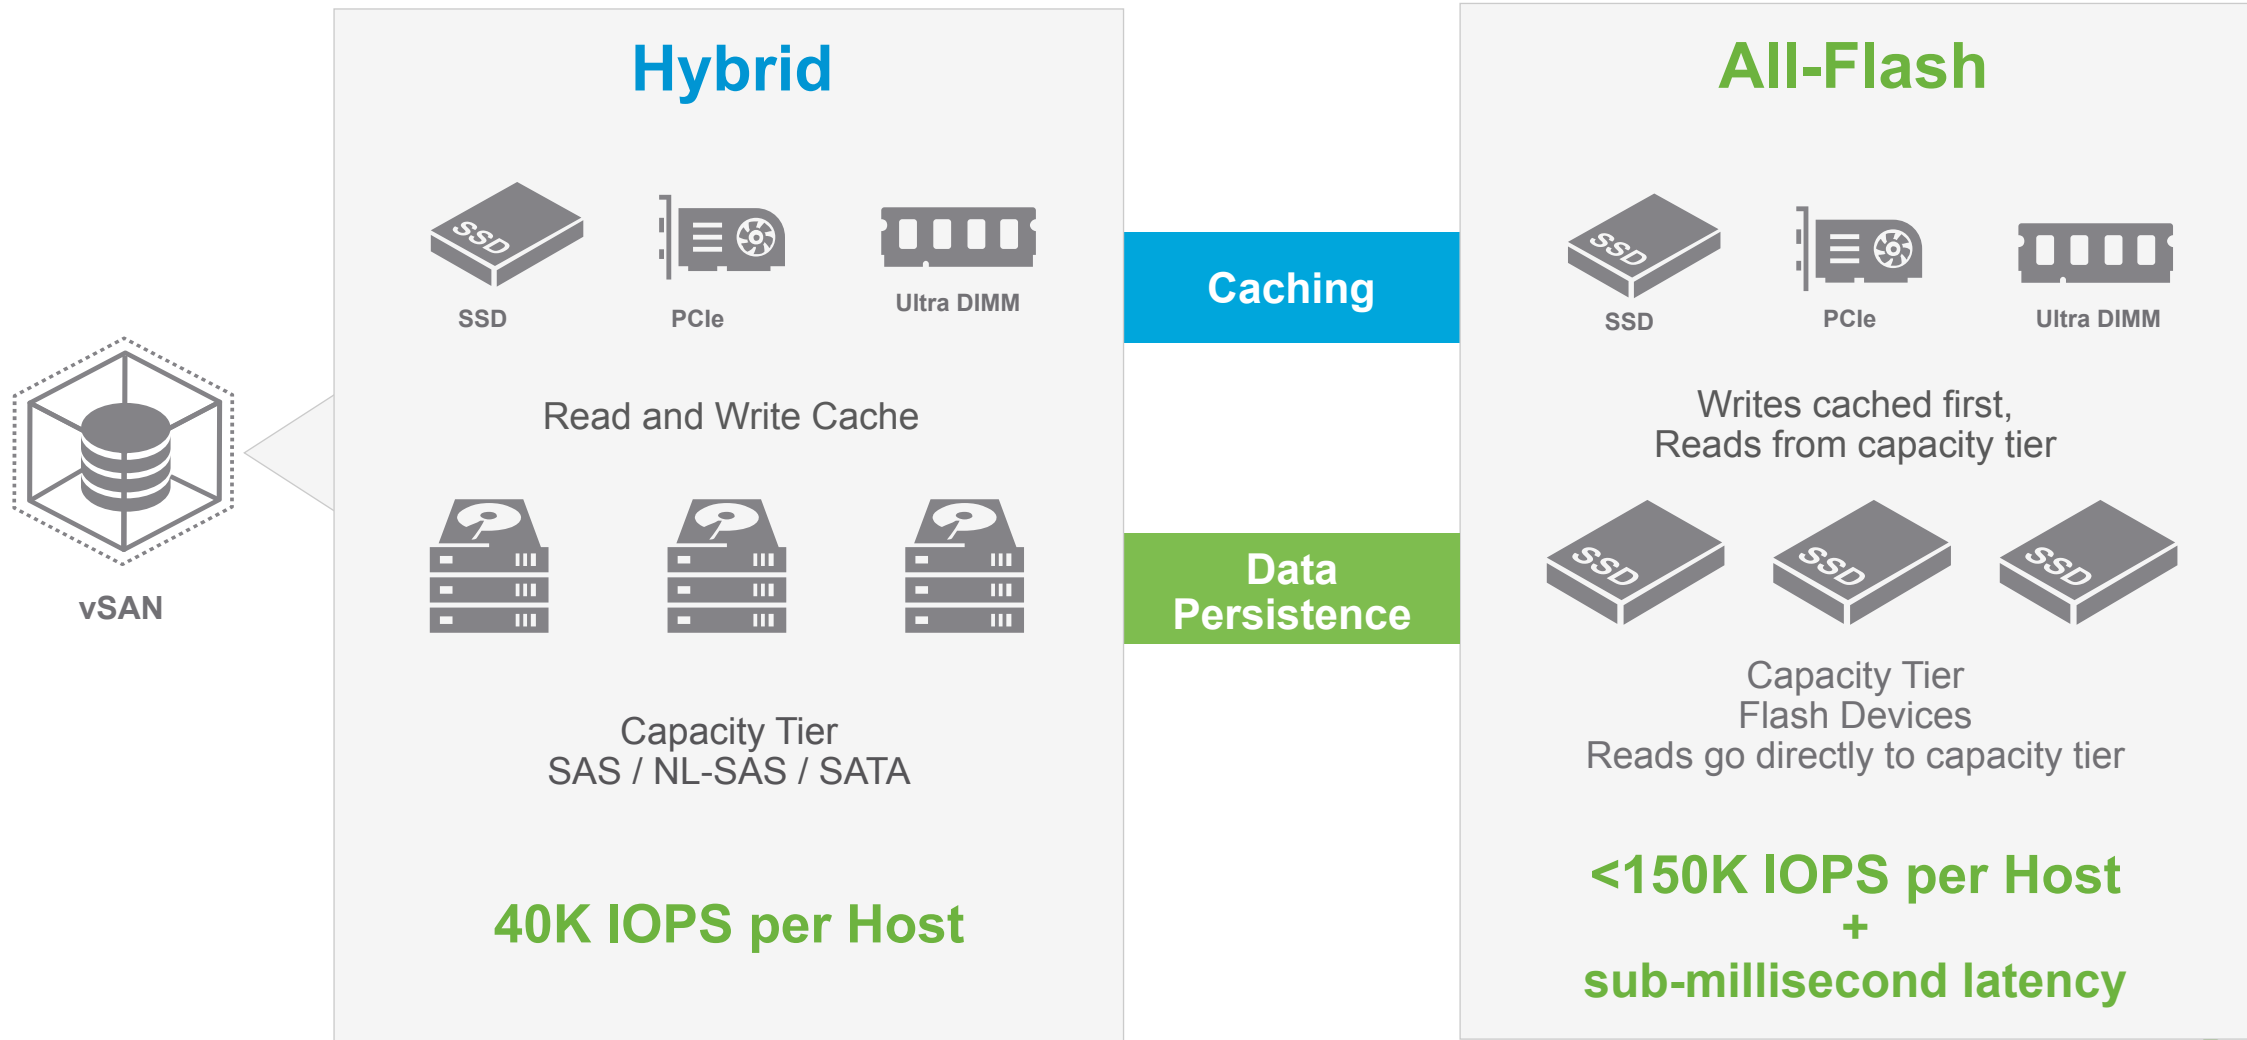 vSAN
Hybrid
SSD
SSD
PCIe
Ultra DIMM
Read and Write Cache
Capacity Tier
SAS / NL-SAS / SATA
40K IOPS per Host
Caching
Data
Persistence
All-Flash
SSD
SSD
PCIe
Ultra DIMM
Writes cached first,
Reads from capacity tier
SSD
SSD
SSD
Capacity Tier
Flash Devices
Reads go directly to capacity tier
<150K IOPS per Host
+
sub-millisecond latency